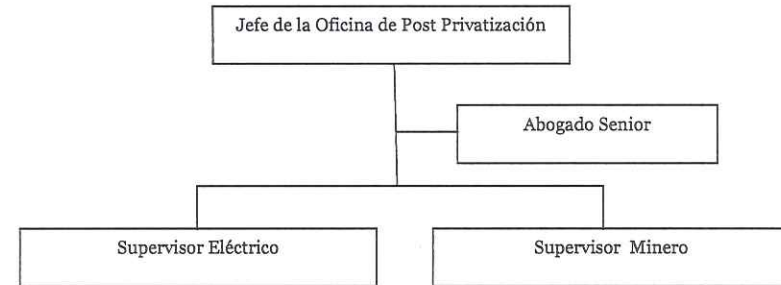 Jefe de la Oficina de Post Privatización
Abogado Senior
Supervisor Eléctrico
Supervisor Minero